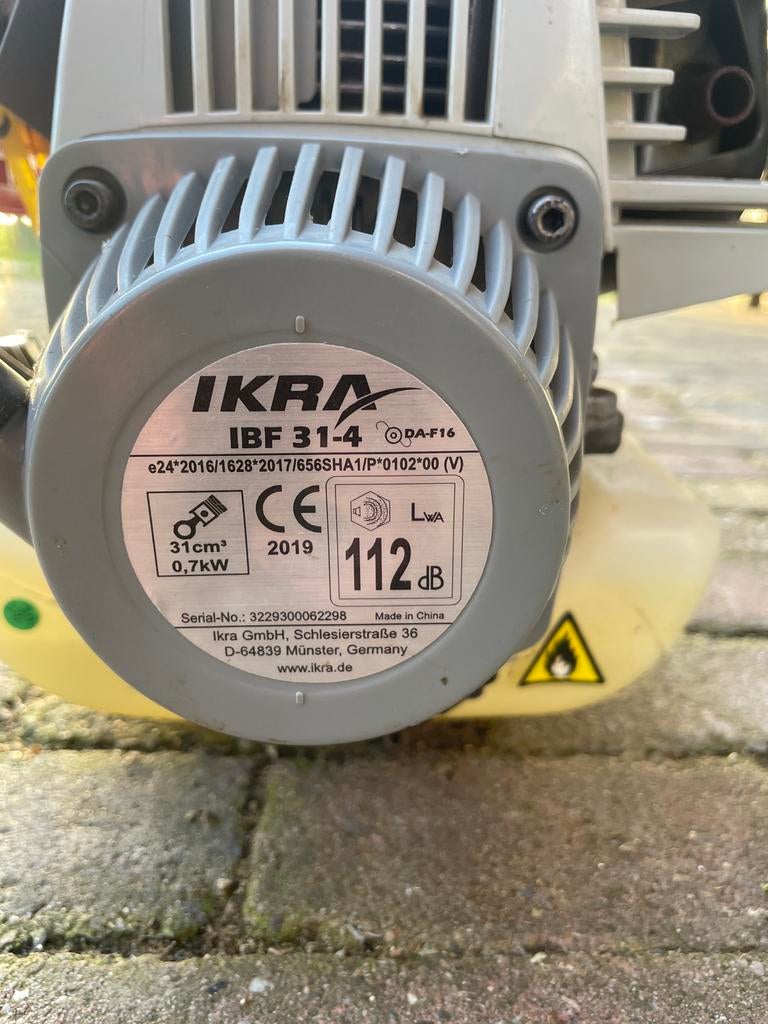 IKRA
IBF 31-4 DA-F16
e24*2016/1628*2017/656SHA1/P*0102*00 (V)
31cm³
0,7kW
CE
2019
LWA
112 dB
Serial-No.: 3229300062298 Made in China
Ikra GmbH, Schlesierstraße 36
D-64839 Münster, Germany
www.ikra.de